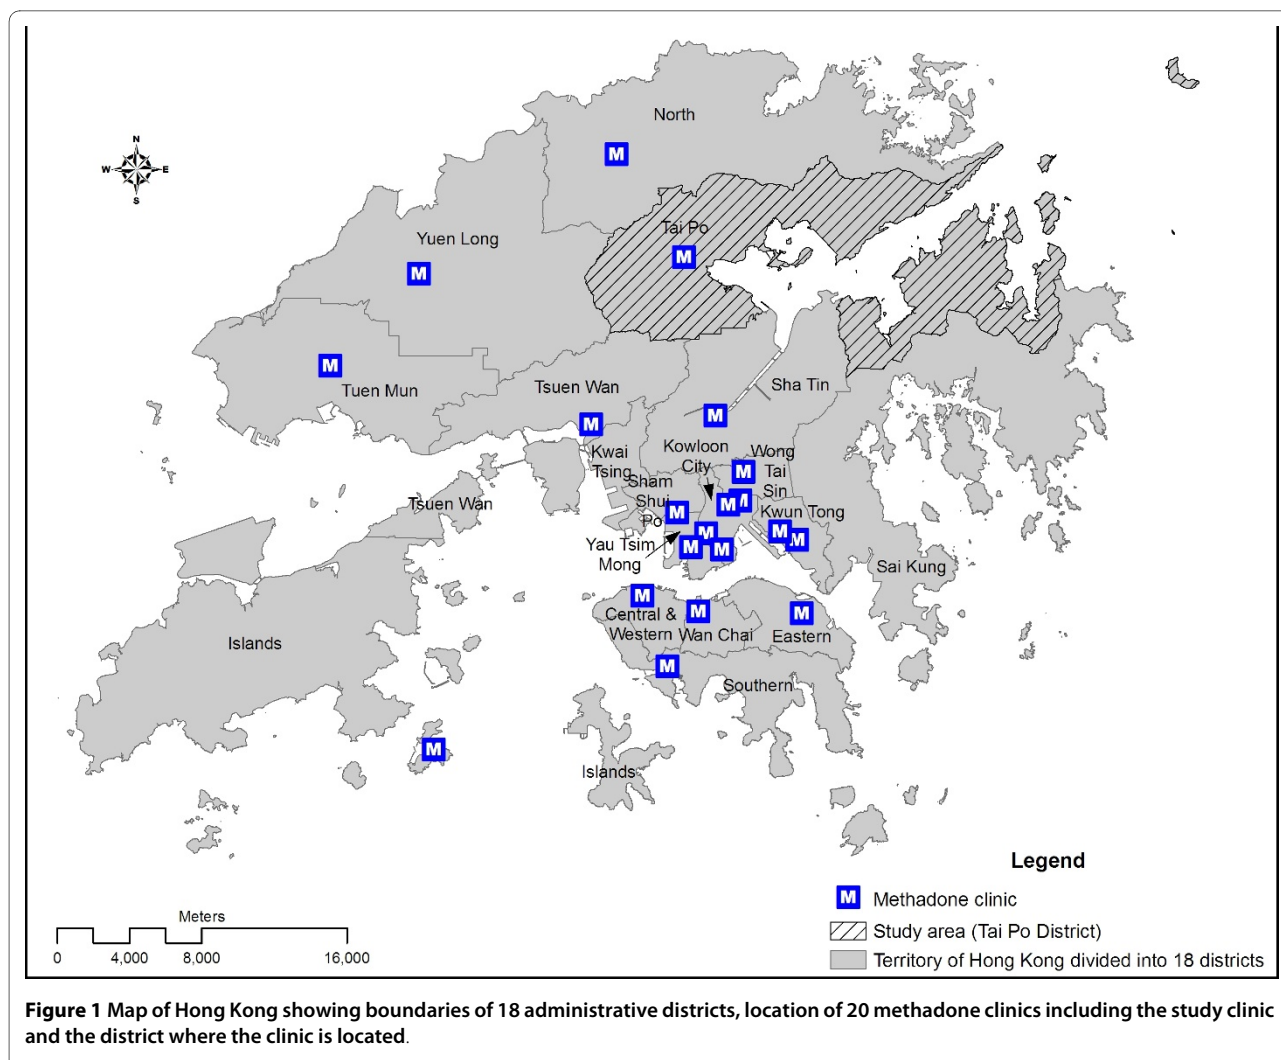 North
N
W E
S
Tai Po
M
Yuen Long
M
M
M
Tuen Mun
Tsuen Wan
Sha Tin
M
M
Kwai
Tsing
Kowloon
City
Wong
Tai
Sin
M
Sham
Shui
Po
M
M
M
Kwun Tong
Tsuen Wan
Yau Tsim
Mong
M
M
M
M
M
Sai Kung
M
Central &
Western
M
Wan Chai
M
Eastern
Islands
M
Southern
M
Islands
Legend
M Methadone clinic
Study area (Tai Po District)
Territory of Hong Kong divided into 18 districts
Meters
0 4,000 8,000 16,000
Figure 1 Map of Hong Kong showing boundaries of 18 administrative districts, location of 20 methadone clinics including the study clinic
and the district where the clinic is located.